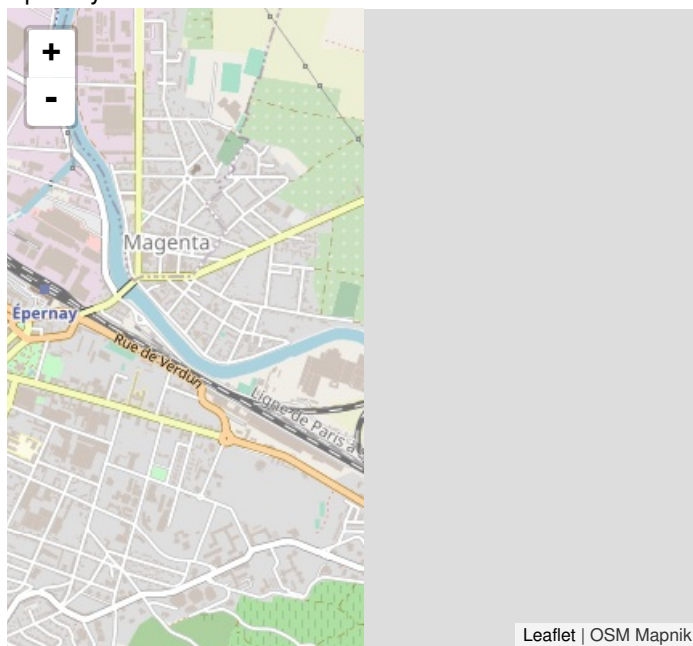 +
-
Magenta
Épernay
Rue de Verdun
Ligne de Paris à
Leaflet | OSM Mapnik